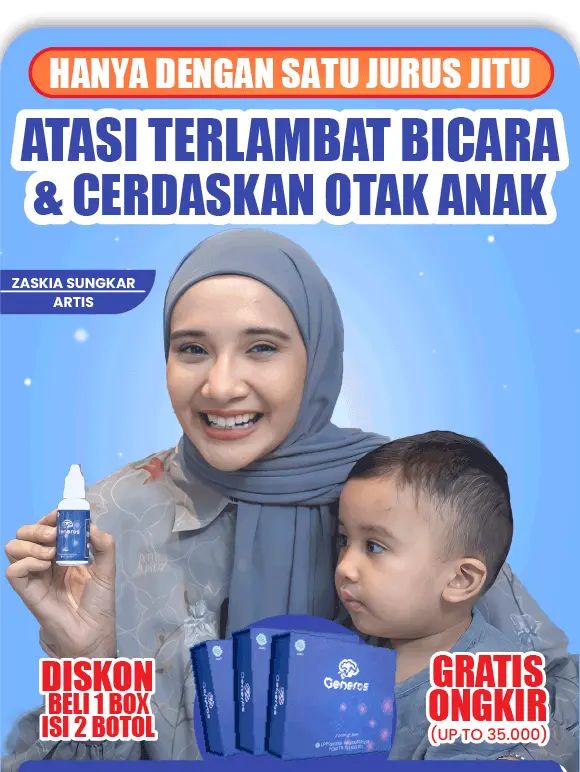 HANYA DENGAN SATU JURUS JITU
ATASI TERLAMBAT BICARA
& CERDASKAN OTAK ANAK
ZASKIA SUNGKAR
ARTIS
Generos
Generos
DISKON
BELI 1 BOX
ISI 2 BOTOL
GRATIS
ONGKIR
(UP TO 35.000)